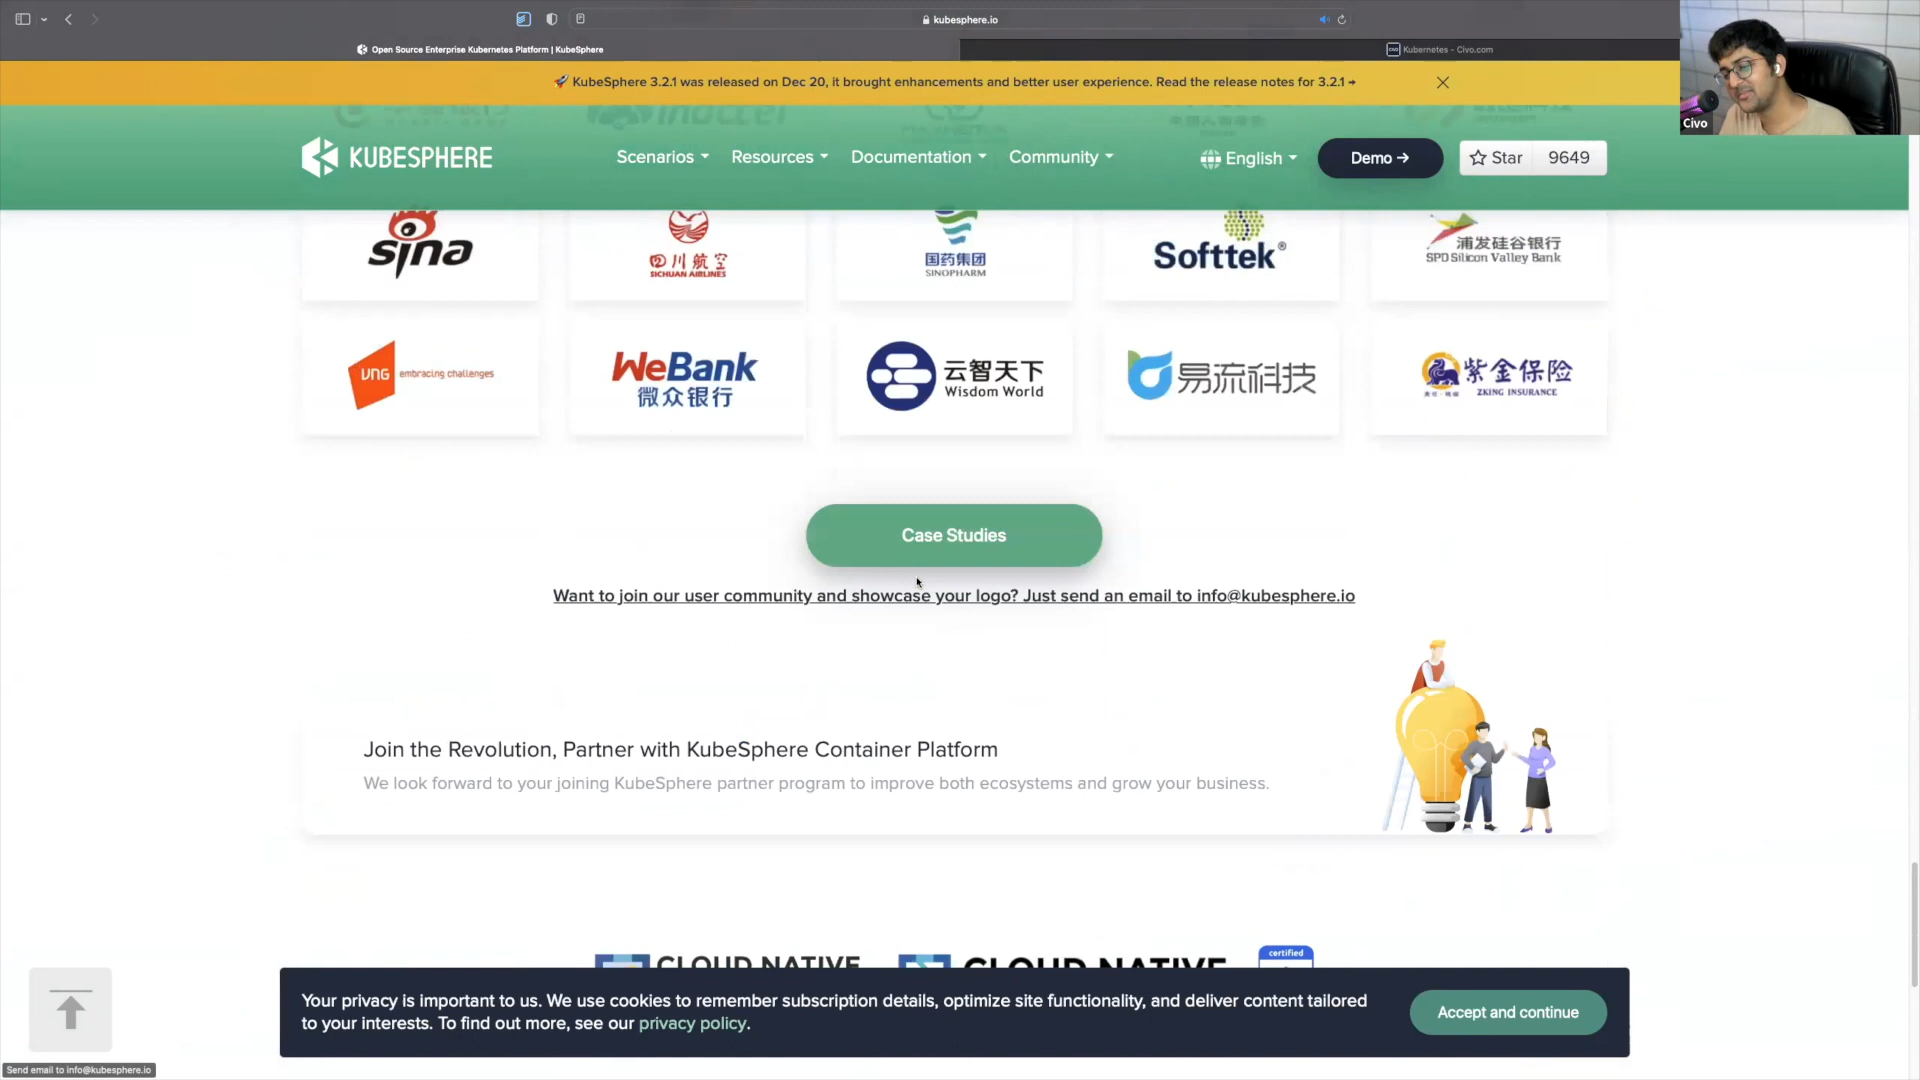 kubesphere.io
Open Source Enterprise Kubernetes Platform | KubeSphere
Kubernetes - Civo.com
🚀 KubeSphere 3.2.1 was released on Dec 20, it brought enhancements and better user experience. Read the release notes for 3.2.1 →
Civo
KUBESPHERE
Scenarios
Resources
Documentation
Community
English
Demo →
Star
9649
sina
四川航空
SICHUAN AIRLINES
国药集团
SINOPHARM
Softtek®
浦发硅谷银行
SPD Silicon Valley Bank
VNG embracing challenges
WeBank
微众银行
云智天下
Wisdom World
易流科技
紫金保险
ZKING INSURANCE
Case Studies
Want to join our user community and showcase your logo? Just send an email to info@kubesphere.io
Join the Revolution, Partner with KubeSphere Container Platform
We look forward to your joining KubeSphere partner program to improve both ecosystems and grow your business.
CLOUD NATIVE
CLOUD NATIVE
certified
Your privacy is important to us. We use cookies to remember subscription details, optimize site functionality, and deliver content tailored
to your interests. To find out more, see our privacy policy.
Accept and continue
Send email to info@kubesphere.io